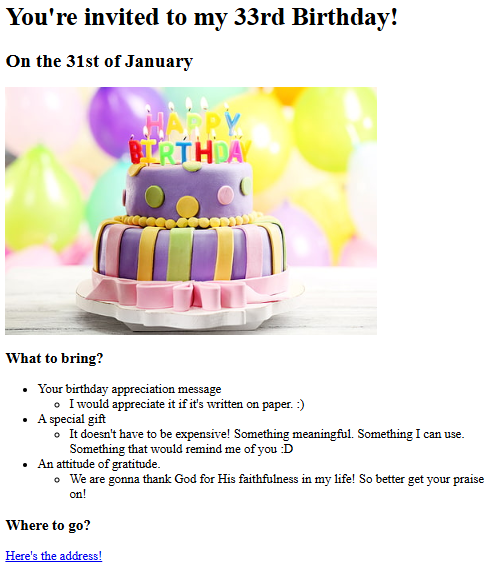 You're invited to my 33rd Birthday!
On the 31st of January
HAPPY
BIRTHDAY
What to bring?
Your birthday appreciation message
I would appreciate it if it's written on paper. :)
A special gift
It doesn't have to be expensive! Something meaningful. Something I can use.
Something that would remind me of you :D
An attitude of gratitude.
We are gonna thank God for His faithfulness in my life! So better get your praise
on!
Where to go?
Here's the address!